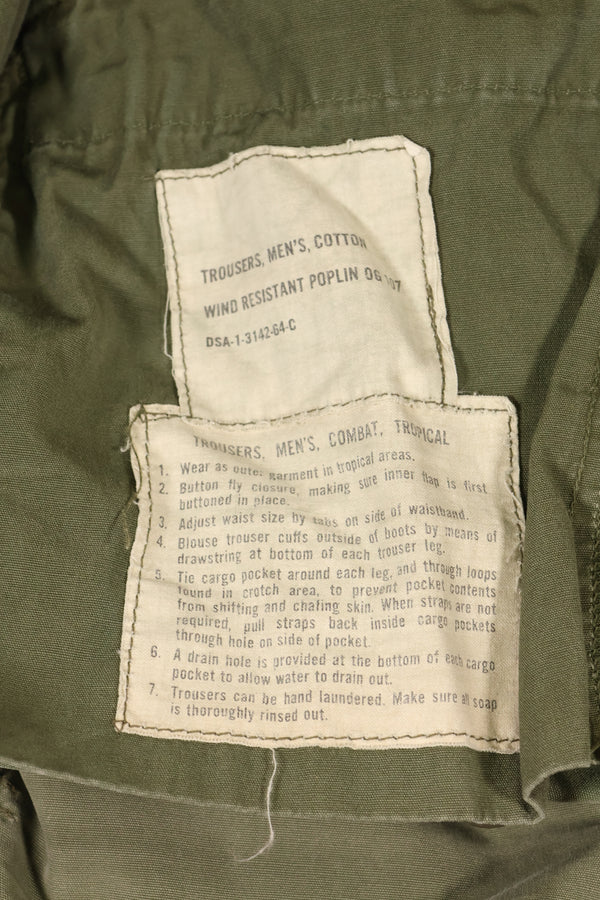 TROUSERS, MEN'S, COTTON
WIND RESISTANT POPLIN OG 107
DSA-1-3142-64-C
TROUSERS, MEN'S, COMBAT, TROPICAL
1. Wear as outer garment in tropical areas.
2. Button fly closure, making sure inner flap is first
buttoned in place.
3. Adjust waist size by tabs on side of waistband.
4. Blouse trouser cuffs outside of boots by means of
drawstring at bottom of each trouser leg.
5. Tie cargo pocket around each leg, and through loops
found in crotch area, to prevent pocket contents
from shifting and chafing skin. When straps are not
required, pull straps back inside cargo pockets
through hole on side of pocket.
6. A drain hole is provided at the bottom of each cargo
pocket to allow water to drain out.
7. Trousers can be hand laundered. Make sure all soap
is thoroughly rinsed out.